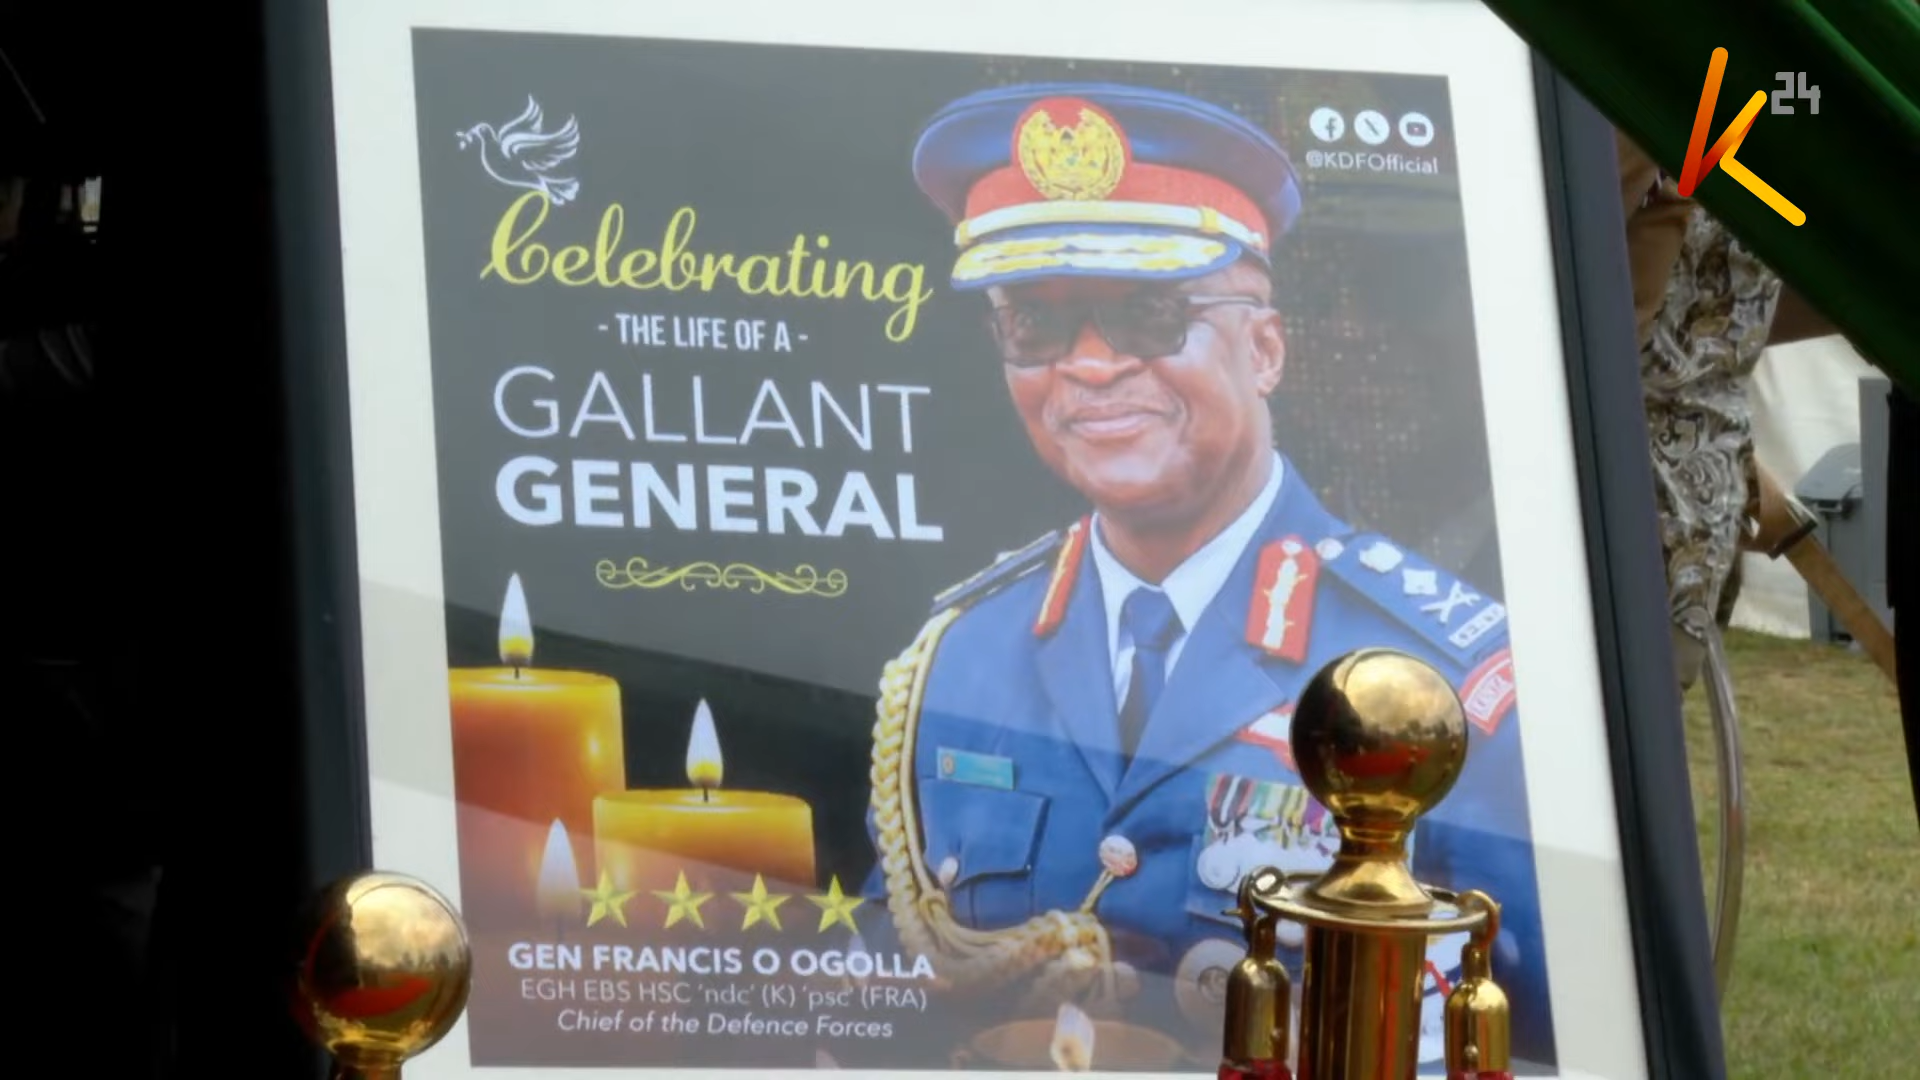 24
@KDFOfficial
Celebrating
- THE LIFE OF A -
GALLANT
GENERAL
KENYA
GEN FRANCIS O OGOLLA
EGH EBS HSC 'ndc' (K) 'psc' (FRA)
Chief of the Defence Forces